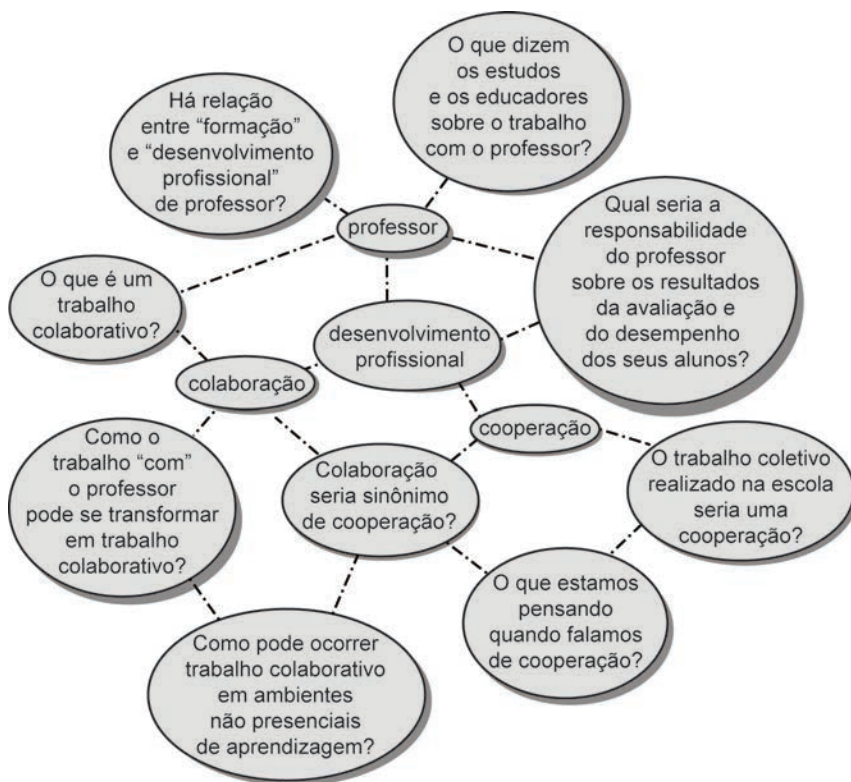 O que dizem
os estudos
e os educadores
sobre o trabalho
com o professor?
Há relação
entre “formação”
e “desenvolvimento
profissional”
de professor?
professor
Qual seria a
responsabilidade
do professor
sobre os resultados
da avaliação e
do desempenho
dos seus alunos?
O que é um
trabalho
colaborativo?
desenvolvimento
profissional
colaboração
cooperação
Como o
trabalho “com”
o professor
pode se transformar
em trabalho
colaborativo?
Colaboração
seria sinônimo
de cooperação?
O trabalho coletivo
realizado na escola
seria uma
cooperação?
O que estamos
pensando
quando falamos
de cooperação?
Como pode ocorrer
trabalho colaborativo
em ambientes
não presenciais
de aprendizagem?